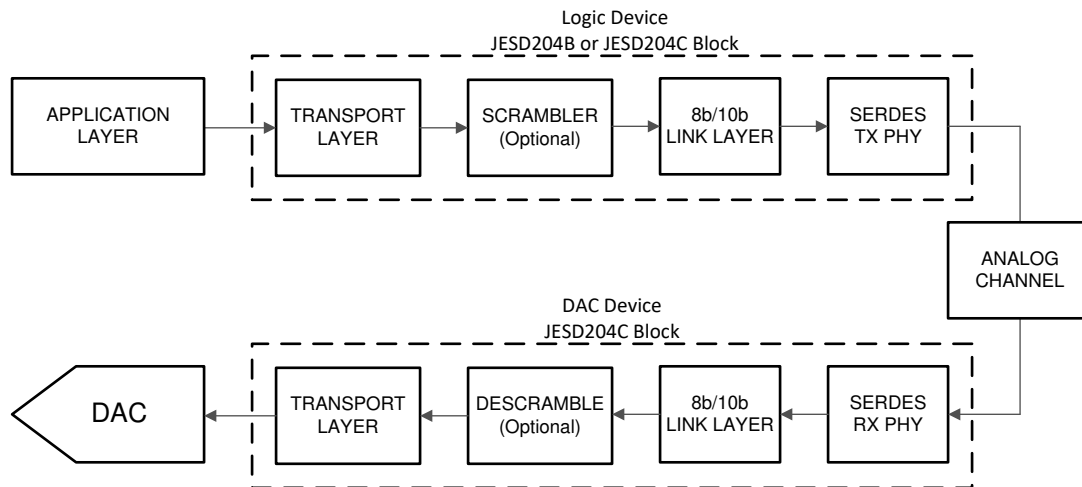 Logic Device
JESD204B or JESD204C Block
APPLICATION
LAYER
TRANSPORT
LAYER
SCRAMBLER
(Optional)
8b/10b
LINK LAYER
SERDES
TX PHY
ANALOG
CHANNEL
DAC Device
JESD204C Block
DAC
TRANSPORT
LAYER
DESCRAMBLE
(Optional)
8b/10b
LINK LAYER
SERDES
RX PHY